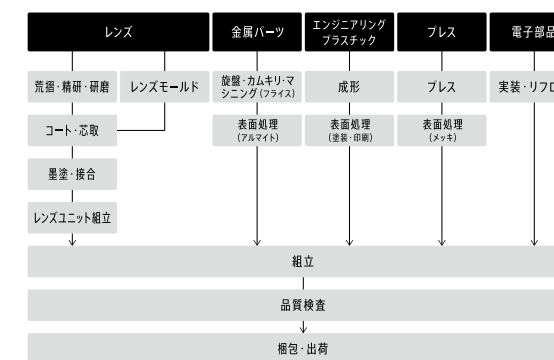 レンズ
金属パーツ
エンジニアリング
プラスチック
プレス
電子部品
荒摺・精研・研磨
レンズモールド
旋盤・カムキリ・マ
シニング(フライス)
成形
プレス
実装・リフロ
コート・芯取
表面処理
(アルマイト)
表面処理
(塗装・印刷)
表面処理
(メッキ)
墨塗・接合
レンズユニット組立
組立
品質検査
梱包・出荷